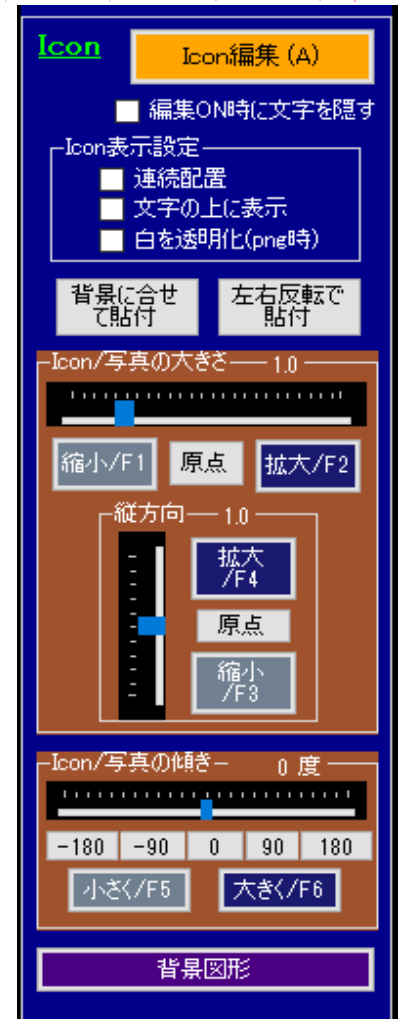 Icon
Icon編集 (A)
編集ON時に文字を隠す
Icon表示設定
連続配置
文字の上に表示
白を透明化(png時)
背景に合せ
て貼付
左右反転で
貼付
Icon/写真の大きさ 1.0
縮小/F1
原点
拡大/F2
縦方向 1.0
拡大
/F4
原点
縮小
/F3
Icon/写真の傾き 0 度
-180 -90 0 90 180
小さく/F5
大きく/F6
背景図形